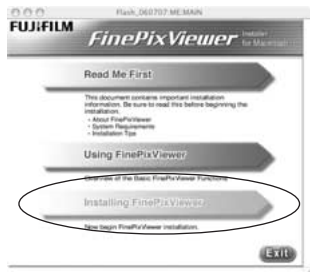 Flash_060707:ME:MAIN
FUJIFILM
FinePixViewer Installer
for Macintosh
Read Me First
This document contains important installation
information. Be sure to read this before beginning the
installation.
- About FinePixViewer
- System Requirements
- Installation Tips
Using FinePixViewer
Overview of the Basic FinePixViewer Functions
Installing FinePixViewer
Now begin FinePixViewer installation.
Exit